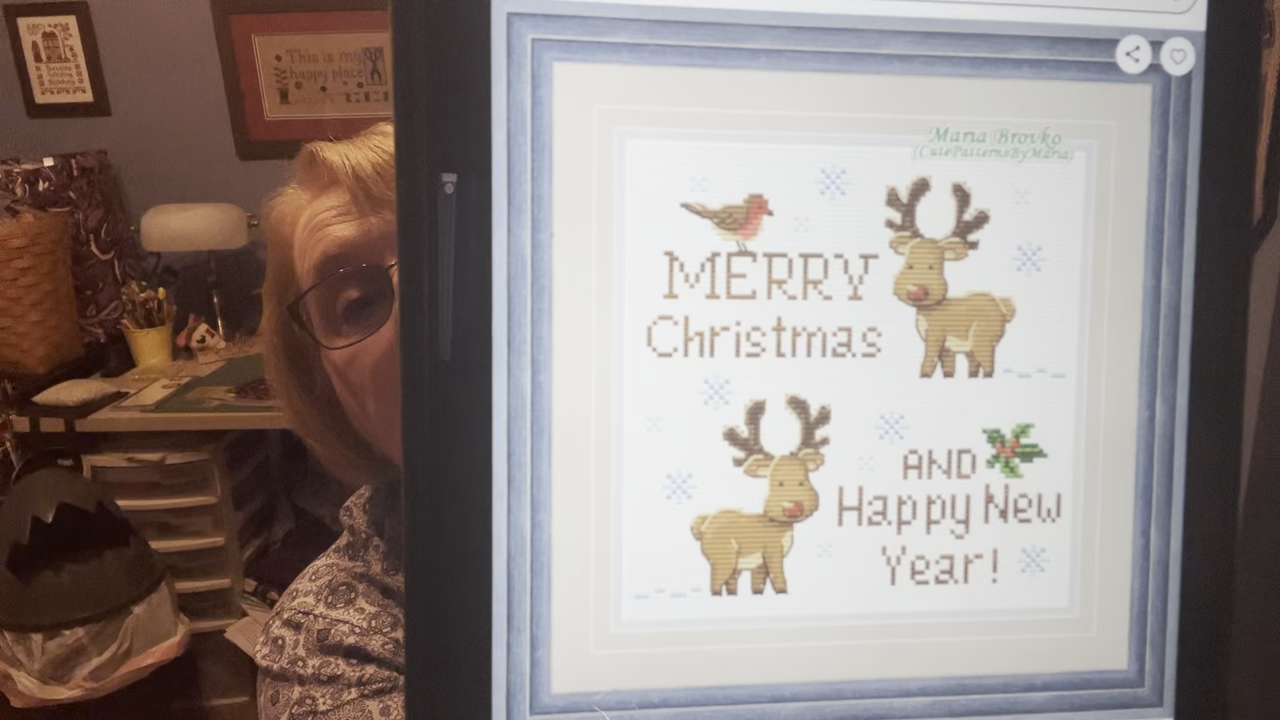 This is my
happy place
Maria Brovko
(CutePatternsByMaria)
MERRY
Christmas
AND
Happy New
Year!